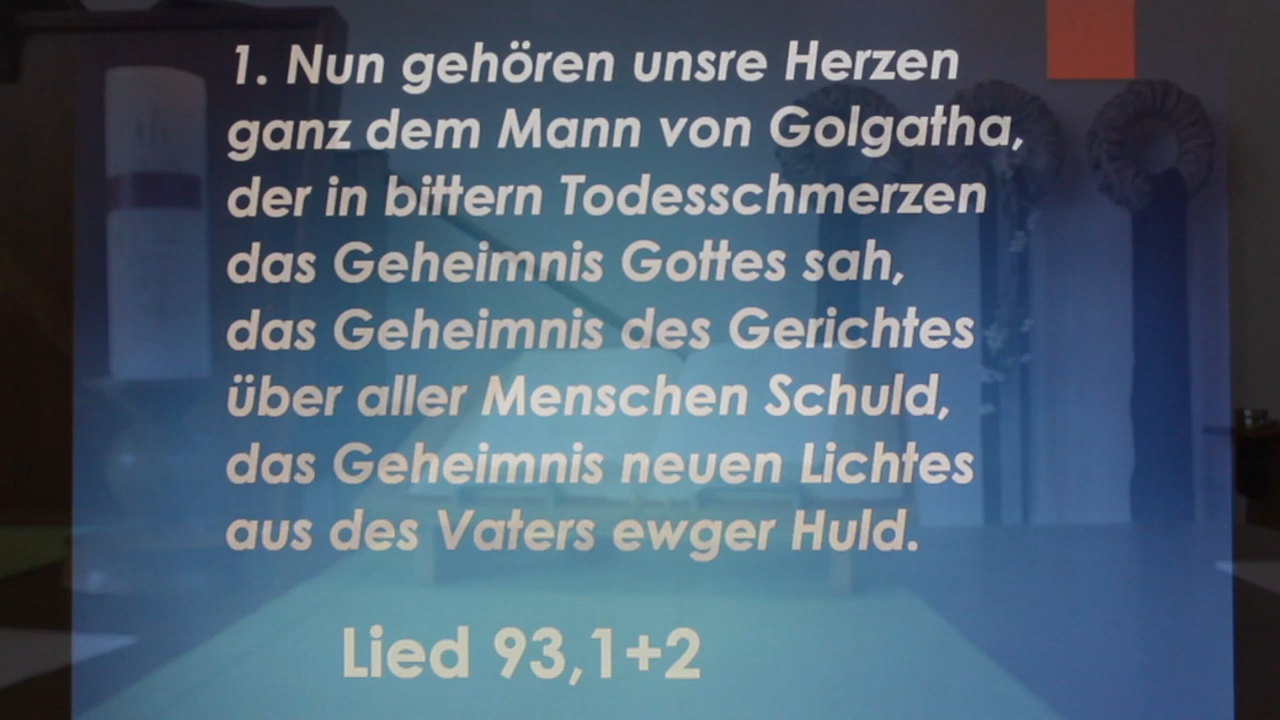 1. Nun gehören unsre Herzen
ganz dem Mann von Golgatha,
der in bittern Todesschmerzen
das Geheimnis Gottes sah,
das Geheimnis des Gerichtes
über aller Menschen Schuld,
das Geheimnis neuen Lichtes
aus des Vaters ewger Huld.
Lied 93,1+2